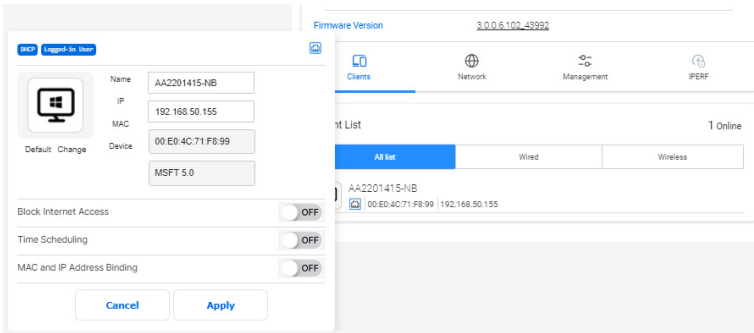 Firmware Version 3.0.0.6.102_43992
DHCP Logged-in User
Name AA2201415-NB
IP 192.168.50.155
MAC 00:E0:4C:71:F8:99
Device MSFT 5.0
Default Change
Block Internet Access OFF
Time Scheduling OFF
MAC and IP Address Binding OFF
Cancel Apply
Clients Network Management IPERF
nt List 1 Online
All list Wired Wireless
AA2201415-NB
00:E0:4C:71:F8:99 192.168.50.155